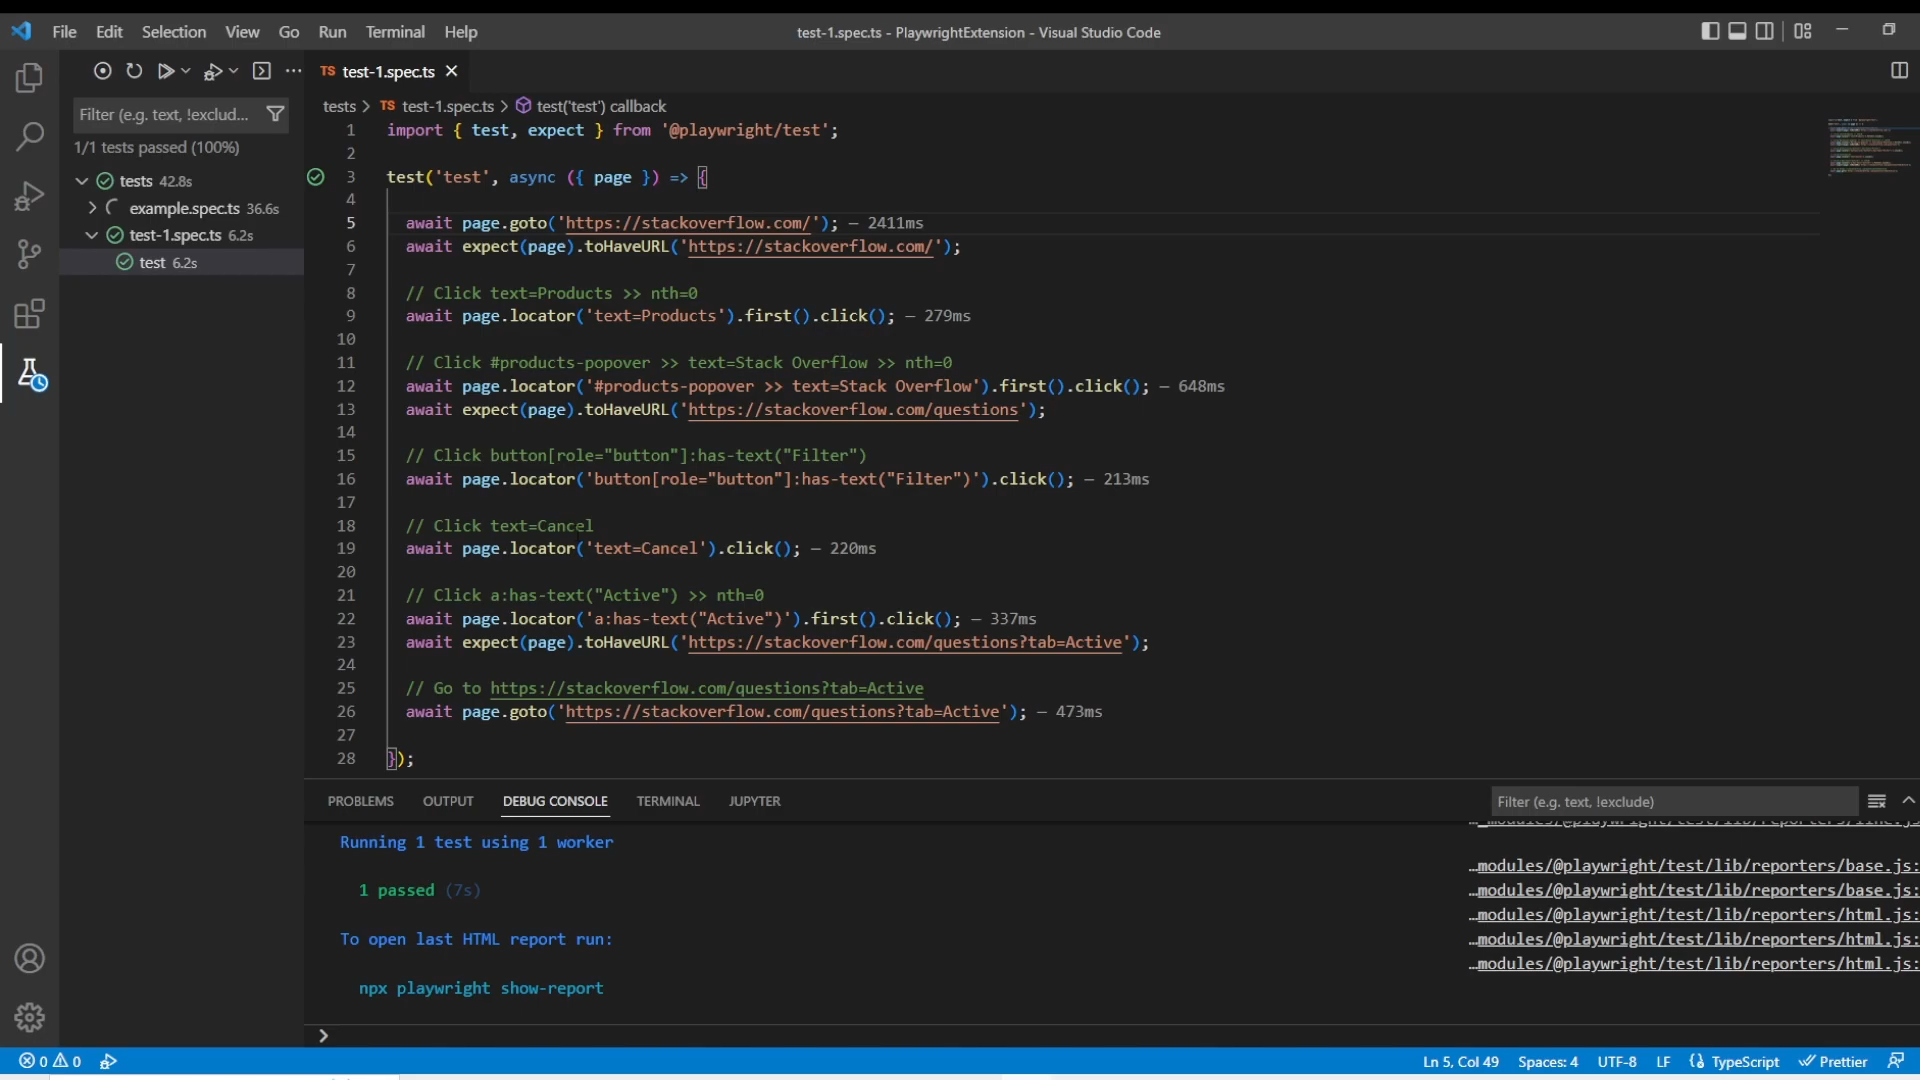 File Edit Selection View Go Run Terminal Help
test-1.spec.ts - PlaywrightExtension - Visual Studio Code
TS test-1.spec.ts
Filter (e.g. text, !exclud...
1/1 tests passed (100%)
tests 42.8s
example.spec.ts 36.6s
test-1.spec.ts 6.2s
test 6.2s
tests > TS test-1.spec.ts > test('test') callback
1 import { test, expect } from '@playwright/test';
2
3 test('test', async ({ page }) => {
4
5 await page.goto('https://stackoverflow.com/'); — 2411ms
6 await expect(page).toHaveURL('https://stackoverflow.com/');
7
8 // Click text=Products >> nth=0
9 await page.locator('text=Products').first().click(); — 279ms
10
11 // Click #products-popover >> text=Stack Overflow >> nth=0
12 await page.locator('#products-popover >> text=Stack Overflow').first().click(); — 648ms
13 await expect(page).toHaveURL('https://stackoverflow.com/questions');
14
15 // Click button[role="button"]:has-text("Filter")
16 await page.locator('button[role="button"]:has-text("Filter")').click(); — 213ms
17
18 // Click text=Cancel
19 await page.locator('text=Cancel').click(); — 220ms
20
21 // Click a:has-text("Active") >> nth=0
22 await page.locator('a:has-text("Active")').first().click(); — 337ms
23 await expect(page).toHaveURL('https://stackoverflow.com/questions?tab=Active');
24
25 // Go to https://stackoverflow.com/questions?tab=Active
26 await page.goto('https://stackoverflow.com/questions?tab=Active'); — 473ms
27
28 });
PROBLEMS OUTPUT DEBUG CONSOLE TERMINAL JUPYTER
Filter (e.g. text, !exclude)
Running 1 test using 1 worker
1 passed (7s)
To open last HTML report run:
npx playwright show-report
…modules/@playwright/test/lib/reporters/base.js:
…modules/@playwright/test/lib/reporters/base.js:
…modules/@playwright/test/lib/reporters/html.js:
…modules/@playwright/test/lib/reporters/html.js:
…modules/@playwright/test/lib/reporters/html.js:
0 0
Ln 5, Col 49 Spaces: 4 UTF-8 LF TypeScript Prettier